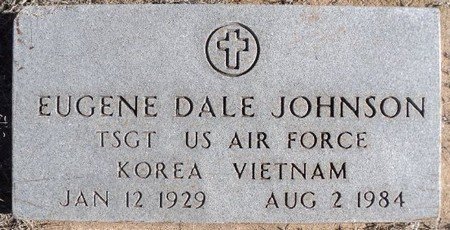 EUGENE DALE JOHNSON
TSGT US AIR FORCE
KOREA VIETNAM
JAN 12 1929 AUG 2 1984